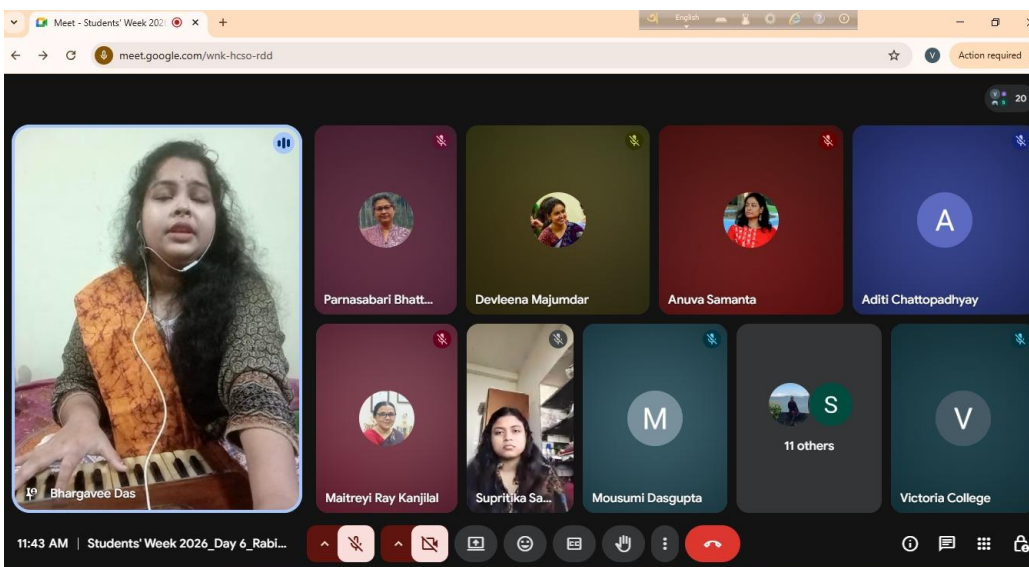 Meet - Students' Week 202
English
meet.google.com/wnk-hcso-rdd
V
Action required
20
Parnasabari Bhatt...
Devleena Majumdar
Anuva Samanta
A
Aditi Chattopadhyay
Bhargavee Das
Maitreyi Ray Kanjilal
Supritika Sa...
M
Mousumi Dasgupta
S
11 others
V
Victoria College
11:43 AM | Students' Week 2026_Day 6_Rabi...
CC